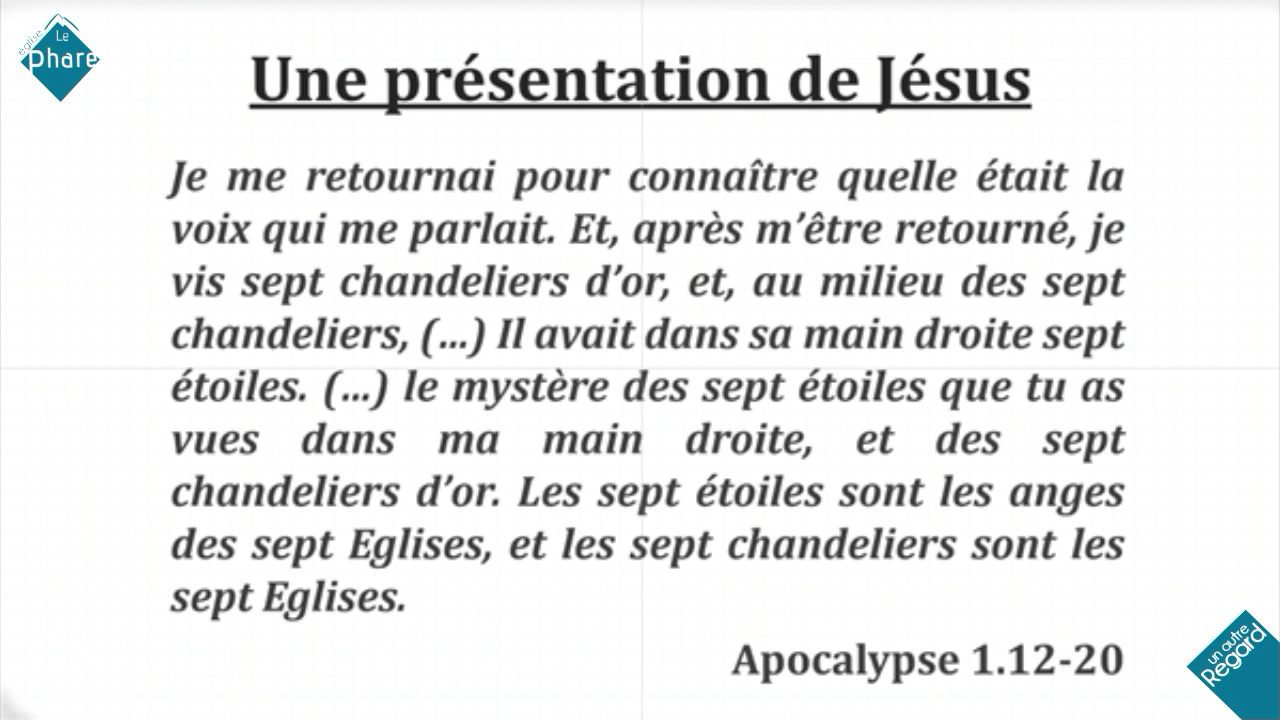 église
Le
phare
Une présentation de Jésus
Je me retournai pour connaître quelle était la
voix qui me parlait. Et, après m’être retourné, je
vis sept chandeliers d’or, et, au milieu des sept
chandeliers, (...) Il avait dans sa main droite sept
étoiles. (...) le mystère des sept étoiles que tu as
vues dans ma main droite, et des sept
chandeliers d’or. Les sept étoiles sont les anges
des sept Eglises, et les sept chandeliers sont les
sept Eglises.
Apocalypse 1.12-20
un autre
Regard